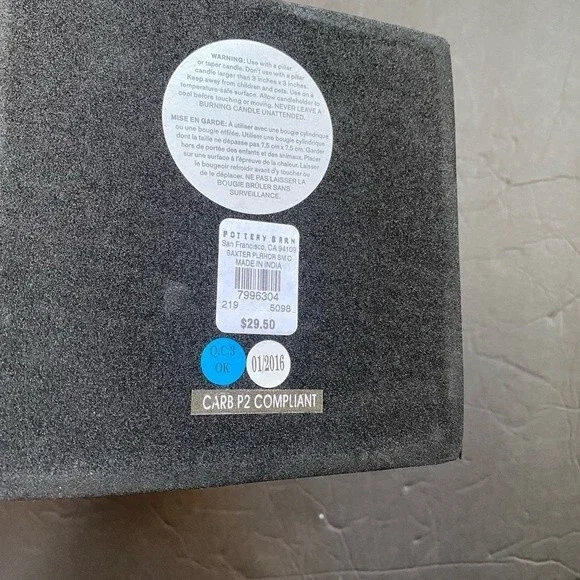 WARNING: Use with a pillar
or taper candle. Don't use with a pillar
candle larger than 3 inches x 3 inches.
Keep away from children and pets. Use on a
temperature-safe surface. Allow candleholder to
cool before touching or moving. NEVER LEAVE A
BURNING CANDLE UNATTENDED.
MISE EN GARDE: À utiliser avec une bougie cylindrique
ou une bougie effilée. Utiliser une bougie cylindrique
dont la taille ne dépasse pas 7,5 cm x 7,5 cm. Garder
hors de portée des enfants et des animaux. Placer
sur une surface à l'épreuve de la chaleur. Laisser
le bougeoir refroidir avant d'y toucher ou
de le déplacer. NE PAS LAISSER LA
BOUGIE BRÛLER SANS
SURVEILLANCE.
POTTERY BARN
San Francisco, CA 94109
BAXTER PLRHOR SM O
MADE IN INDIA
7996304
219 5098
$29.50
Q.C 3
OK
01/2016
CARB P2 COMPLIANT